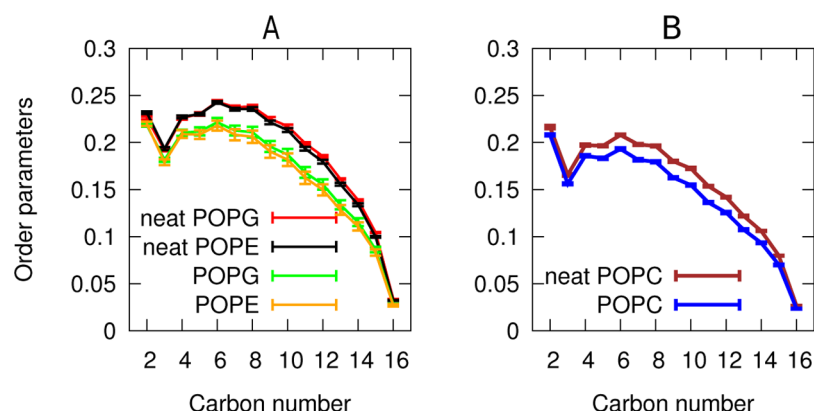 A
B
0.3
0.25
0.2
0.15
0.1
0.05
0
Order parameters
neat POPG
neat POPE
POPG
POPE
2 4 6 8 10 12 14 16
Carbon number
0.3
0.25
0.2
0.15
0.1
0.05
0
neat POPC
POPC
2 4 6 8 10 12 14 16
Carbon number